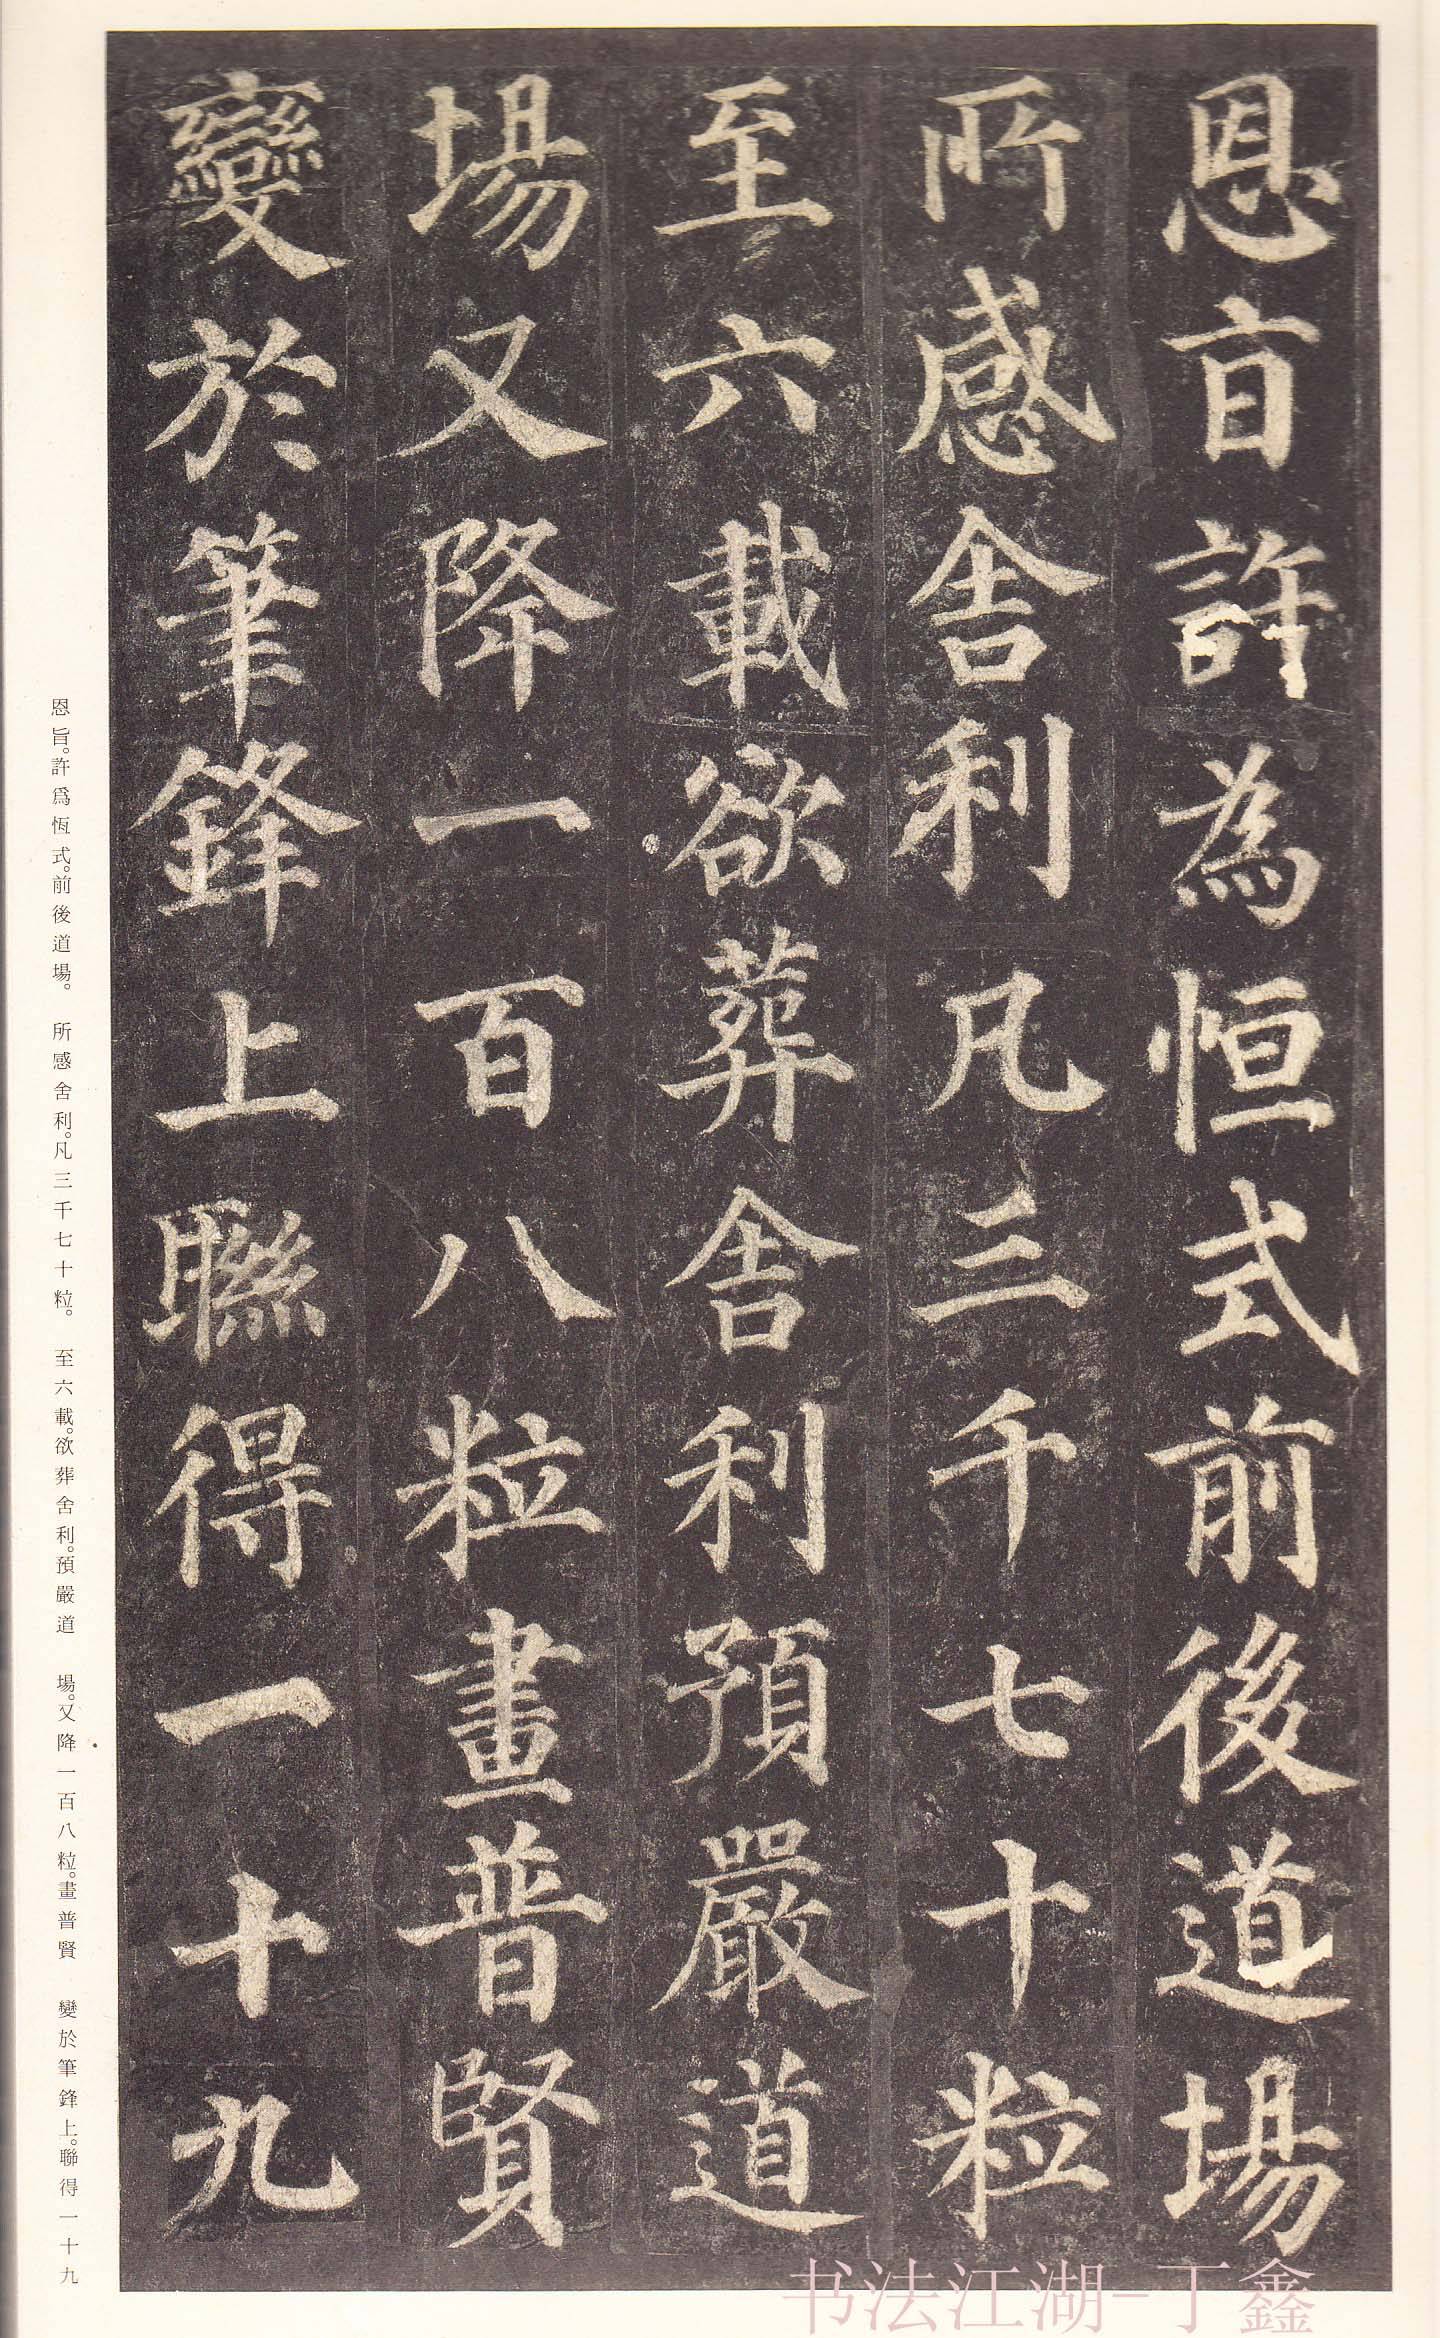 恩旨許為恒式前後道場
所感舍利凡三千七十粒
至六載欲葬舍利預嚴道
場又降一百八粒畫普賢
變於筆鋒上聯得一十九
恩旨。許爲恆式。前後道場。 所感舍利。凡三千七十粒。 至六載。欲葬舍利。預嚴道 場。又降一百八粒。畫普賢 變於筆鋒上。聯得一十九
书法江湖-丁鑫